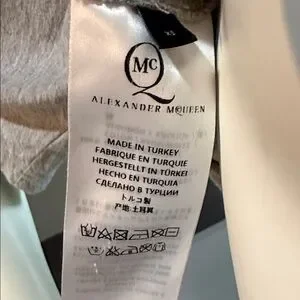 XS
McQ
ALEXANDER McQUEEN
MADE IN TURKEY
FABRIQUE EN TURQUIE
HERGESTELLT IN TÜRKEI
HECHO EN TURQUIA
СДЕЛАНО В ТУРЦИИ
トルコ製
产地:土耳其